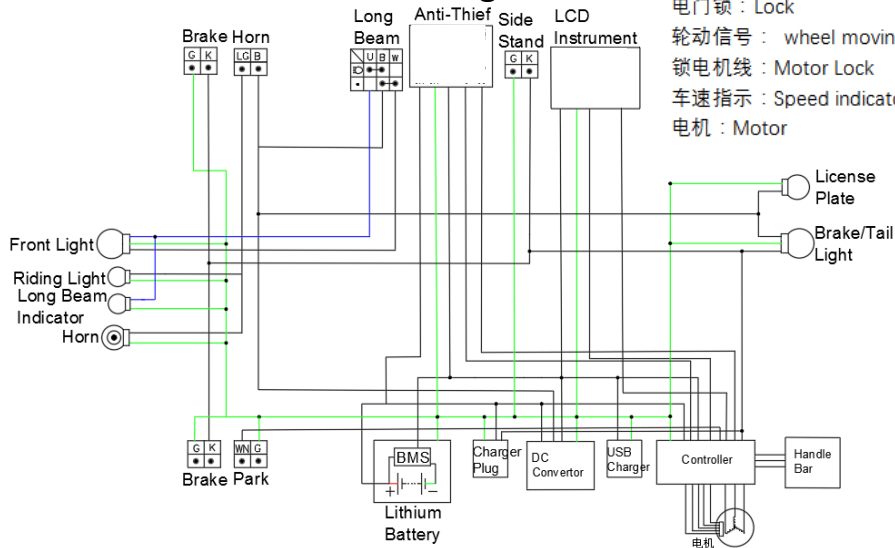 电门锁：Lock
轮动信号： wheel movin
锁电机线：Motor Lock
车速指示：Speed indicate
电机：Motor
Brake Horn
Long
Beam
Anti-Thief
Side
Stand
LCD
Instrument
G K
LG B
U B W
G K
License
Plate
Brake/Tail
Light
Front Light
Riding Light
Long Beam
Indicator
Horn
G K
WN G
Brake Park
BMS
+ −
Lithium
Battery
Charger
Plug
DC
Convertor
USB
Charger
Controller
Handle
Bar
电机